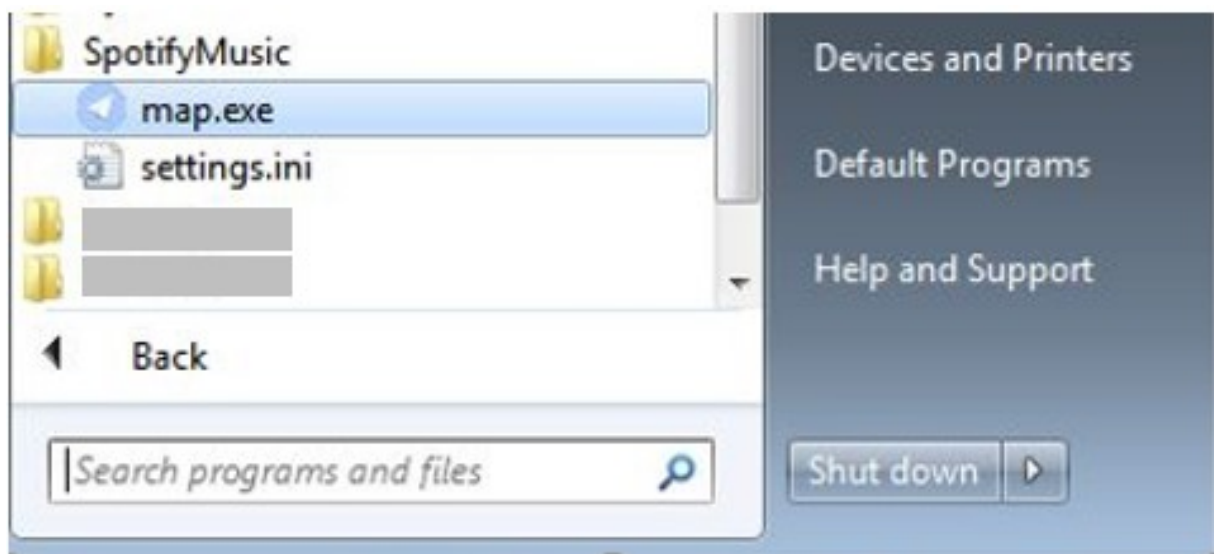 SpotifyMusic
map.exe
settings.ini
Back
Search programs and files
Devices and Printers
Default Programs
Help and Support
Shut down